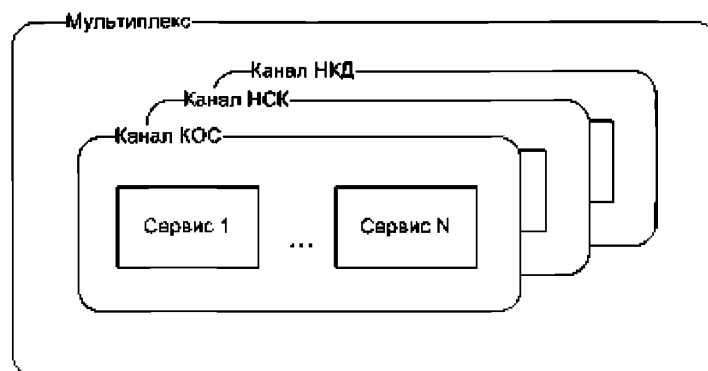 Мультиплекс
Канал НКД
Канал НСК
Канал КОС
Сервис 1 ... Сервис N